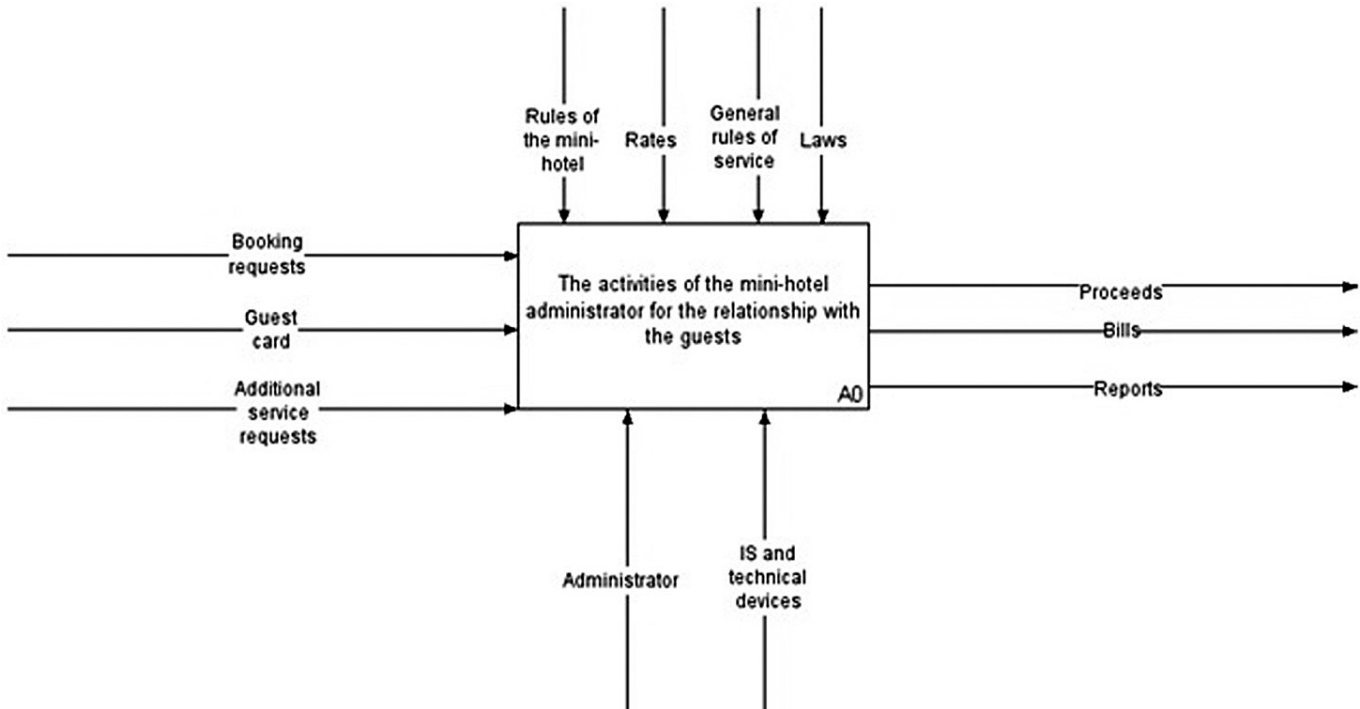 Rules of
the mini-
hotel
Rates
General
rules of
service
Laws
Booking
requests
Guest
card
Additional
service
requests
The activities of the mini-hotel
administrator for the relationship with
the guests
A0
Proceeds
Bills
Reports
Administrator
IS and
technical
devices